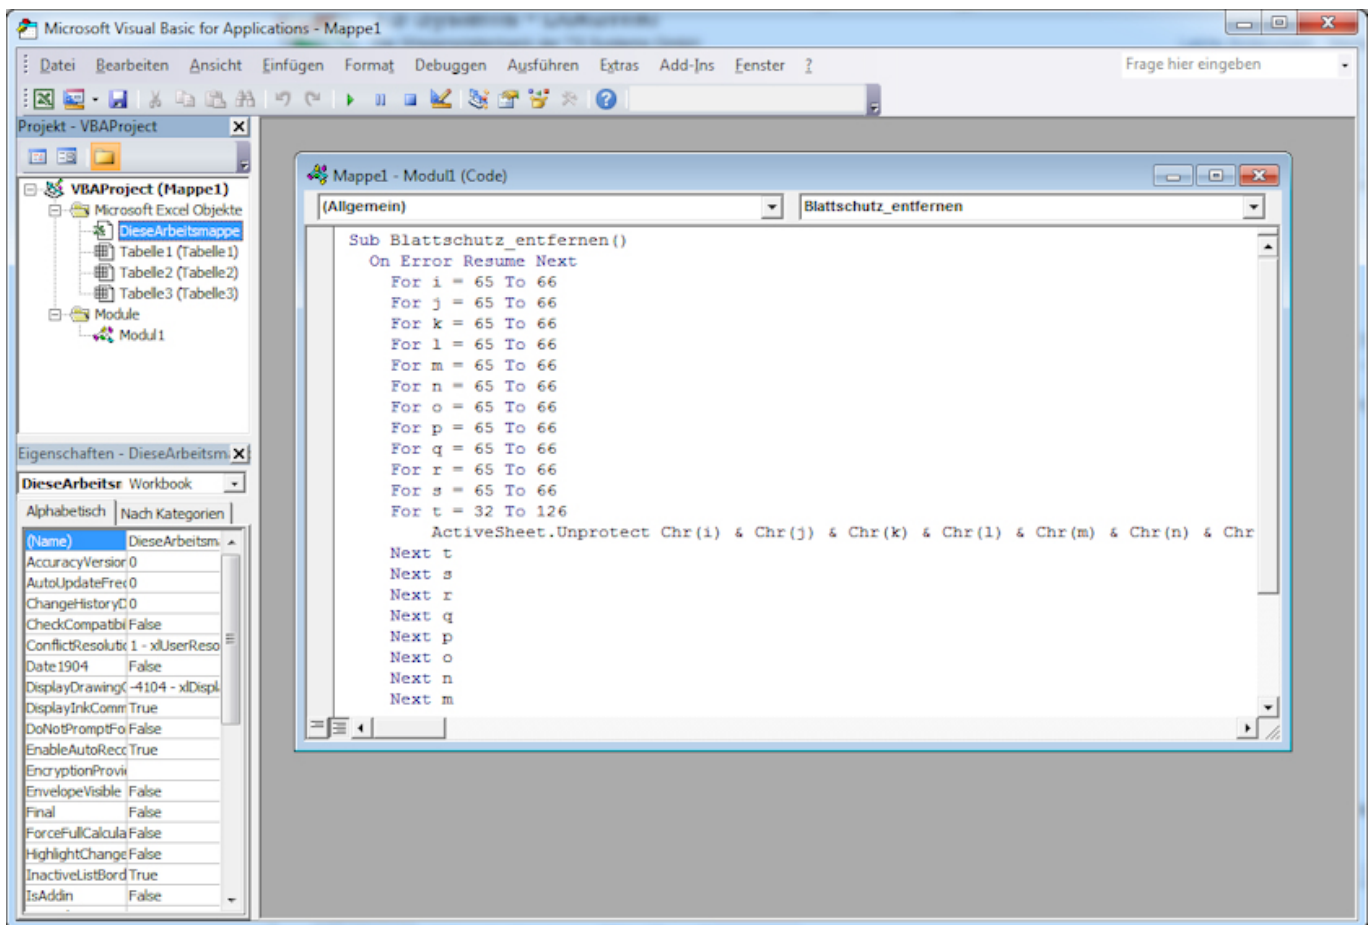 Microsoft Visual Basic for Applications - Mappe1
Datei Bearbeiten Ansicht Einfügen Format Debuggen Ausführen Extras Add-Ins Fenster ?
Frage hier eingeben
Projekt - VBAProject
VBAProject (Mappe1)
Microsoft Excel Objekte
DieseArbeitsmappe
Tabelle1 (Tabelle1)
Tabelle2 (Tabelle2)
Tabelle3 (Tabelle3)
Module
Modul1
Eigenschaften - DieseArbeitsm
DieseArbeitsr Workbook
Alphabetisch Nach Kategorien
(Name) DieseArbeitsm
AccuracyVersior 0
AutoUpdateFrec 0
ChangeHistoryD 0
CheckCompatibi False
ConflictResolutic 1 - xlUserReso
Date1904 False
DisplayDrawingC -4104 - xlDispl
DisplayInkComm True
DoNotPromptFo False
EnableAutoRecc True
EncryptionProvi
EnvelopeVisible False
Final False
ForceFullCalcula False
HighlightChange False
InactiveListBord True
IsAddin False
Mappe1 - Modul1 (Code)
(Allgemein) Blattschutz_entfernen
Sub Blattschutz_entfernen()
On Error Resume Next
For i = 65 To 66
For j = 65 To 66
For k = 65 To 66
For l = 65 To 66
For m = 65 To 66
For n = 65 To 66
For o = 65 To 66
For p = 65 To 66
For q = 65 To 66
For r = 65 To 66
For s = 65 To 66
For t = 32 To 126
ActiveSheet.Unprotect Chr(i) & Chr(j) & Chr(k) & Chr(l) & Chr(m) & Chr(n) & Chr
Next t
Next s
Next r
Next q
Next p
Next o
Next n
Next m